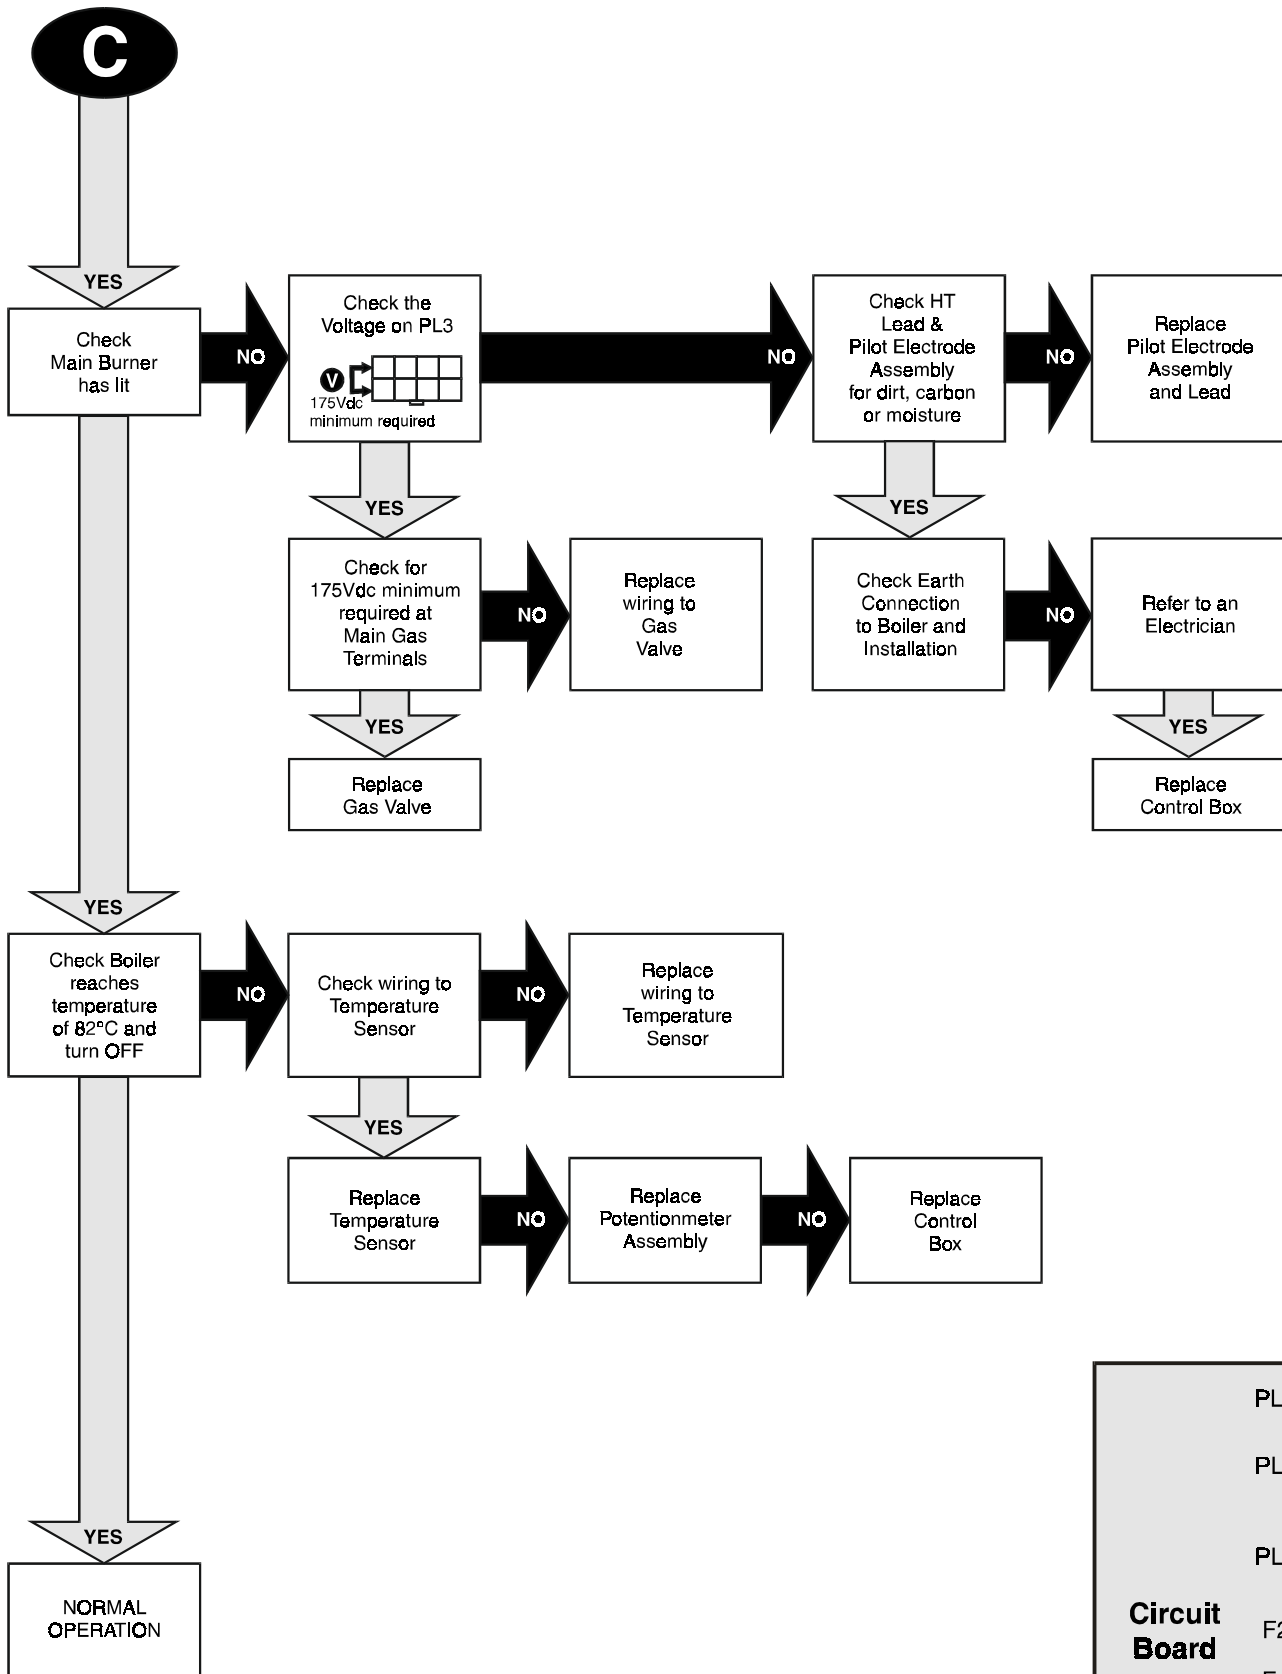 C
YES
Check
Main Burner
has lit
NO
Check the
Voltage on PL3
V
175Vdc
minimum required
NO
Check HT
Lead &
Pilot Electrode
Assembly
for dirt, carbon
or moisture
NO
Replace
Pilot Electrode
Assembly
and Lead
YES
YES
Check for
175Vdc minimum
required at
Main Gas
Terminals
NO
Replace
wiring to
Gas
Valve
Check Earth
Connection
to Boiler and
Installation
NO
Refer to an
Electrician
YES
YES
Replace
Gas Valve
Replace
Control Box
YES
Check Boiler
reaches
temperature
of 82°C and
turn OFF
NO
Check wiring to
Temperature
Sensor
NO
Replace
wiring to
Temperature
Sensor
YES
Replace
Temperature
Sensor
NO
Replace
Potentionmeter
Assembly
NO
Replace
Control
Box
YES
NORMAL
OPERATION
PL
PL
PL
Circuit
Board
F2